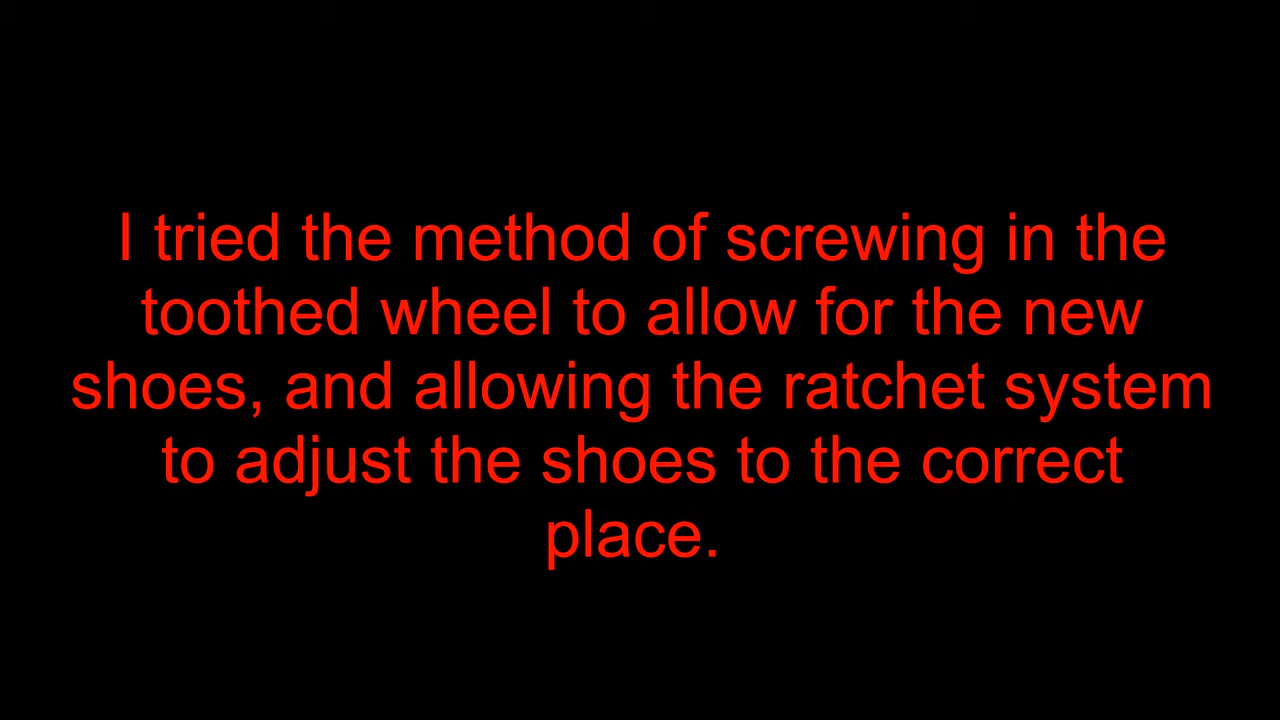 I tried the method of screwing in the
toothed wheel to allow for the new
shoes, and allowing the ratchet system
to adjust the shoes to the correct
place.